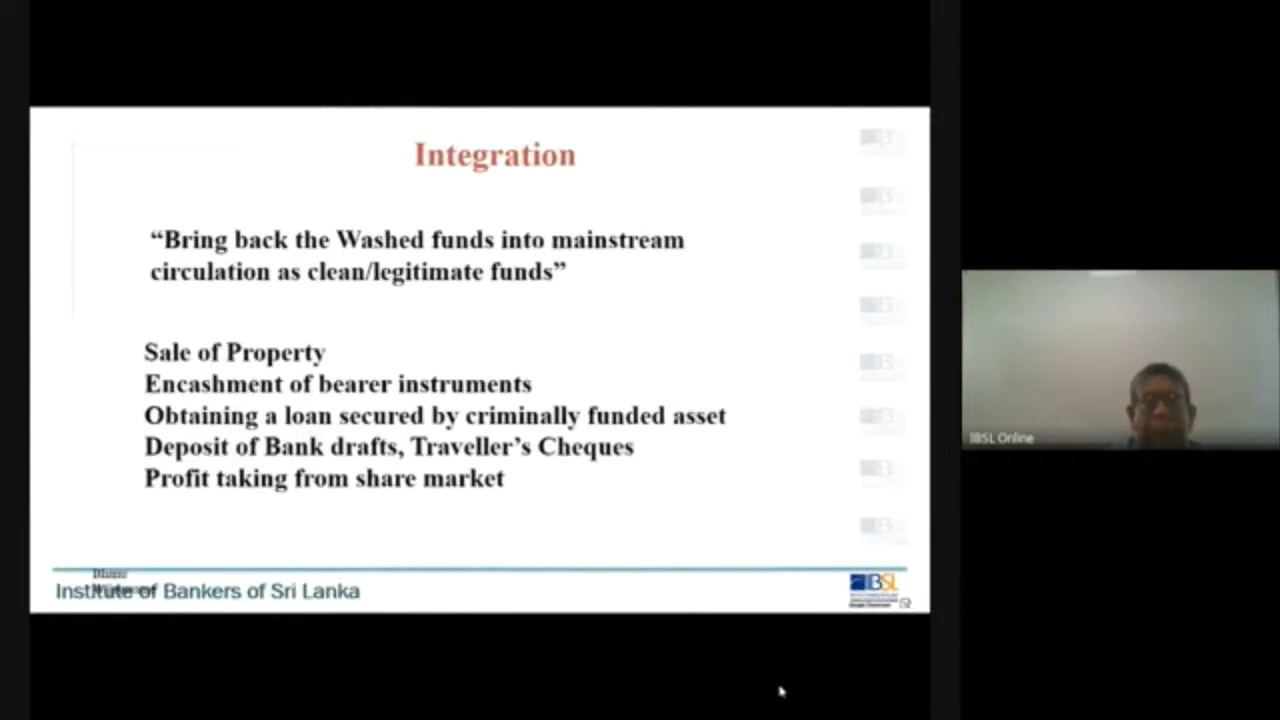 Integration
“Bring back the Washed funds into mainstream
circulation as clean/legitimate funds”
Sale of Property
Encashment of bearer instruments
Obtaining a loan secured by criminally funded asset
Deposit of Bank drafts, Traveller’s Cheques
Profit taking from share market
Institute of Bankers of Sri Lanka
IBSL
IBSL Online